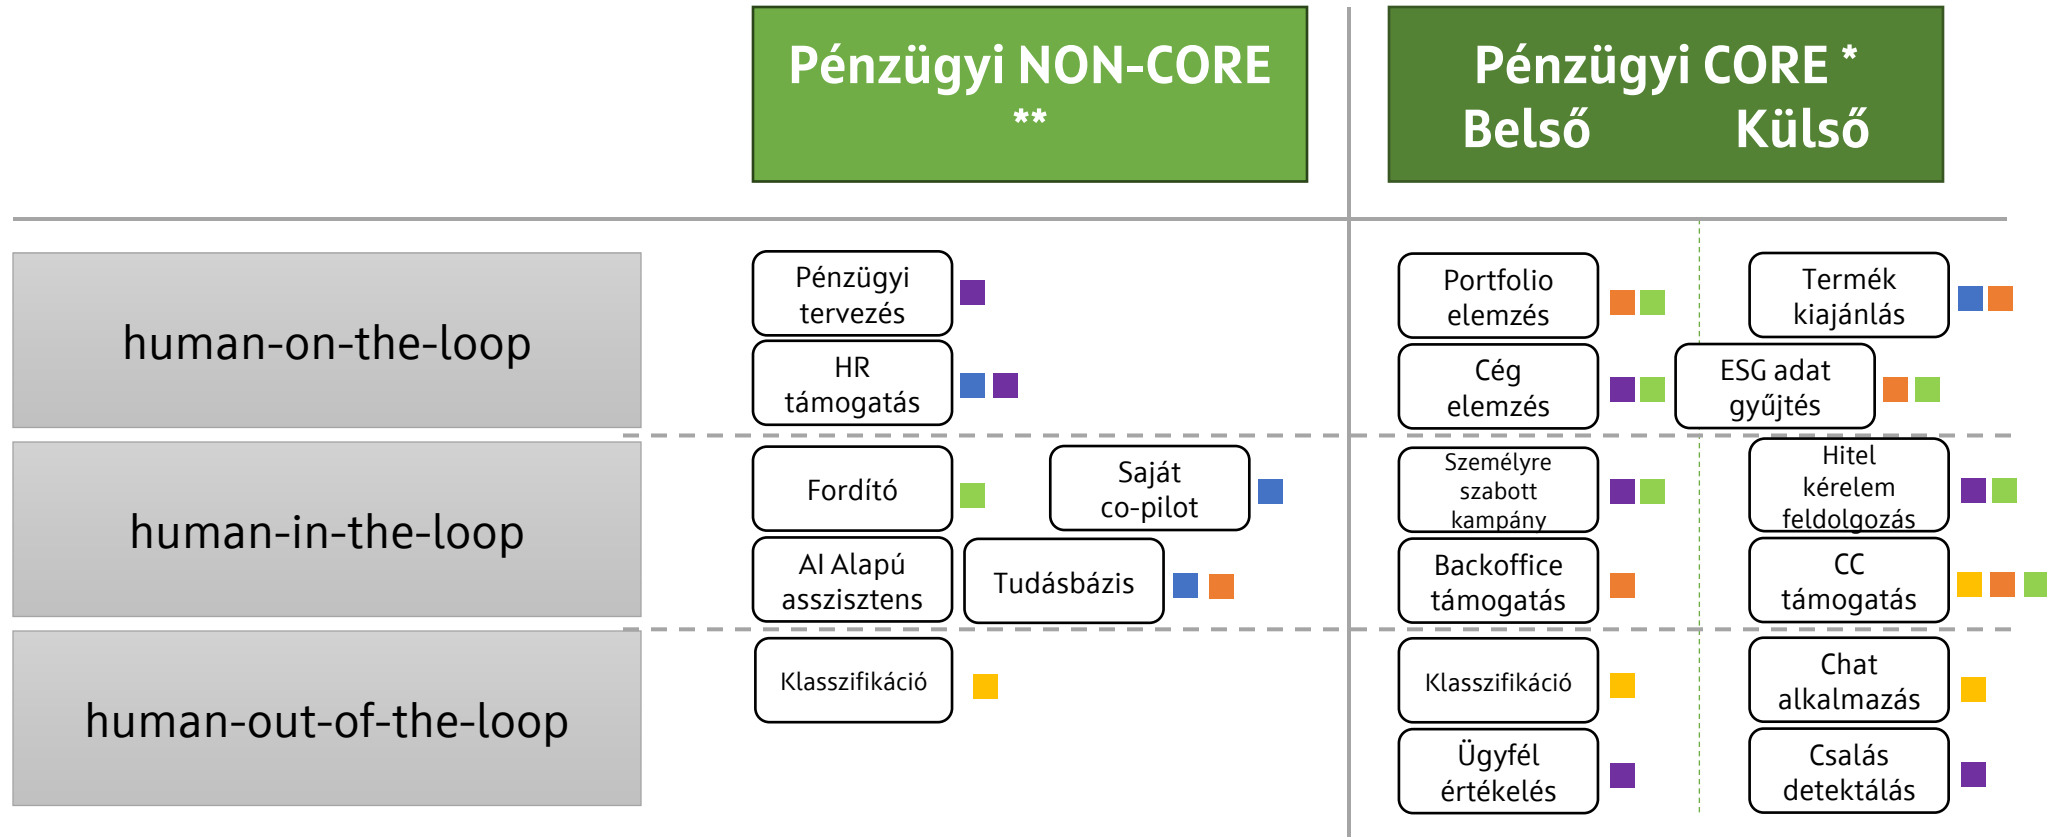 Pénzügyi NON-CORE
**
Pénzügyi CORE *
Belső Külső
human-on-the-loop
Pénzügyi
tervezés
HR
támogatás
Portfolio
elemzés
Termék
kiajánlás
Cég
elemzés
ESG adat
gyűjtés
human-in-the-loop
Fordító
Saját
co-pilot
AI Alapú
asszisztens
Tudásbázis
Személyre
szabott
kampány
Hitel
kérelem
feldolgozás
Backoffice
támogatás
CC
támogatás
human-out-of-the-loop
Klasszifikáció
Klasszifikáció
Chat
alkalmazás
Ügyfél
értékelés
Csalás
detektálás